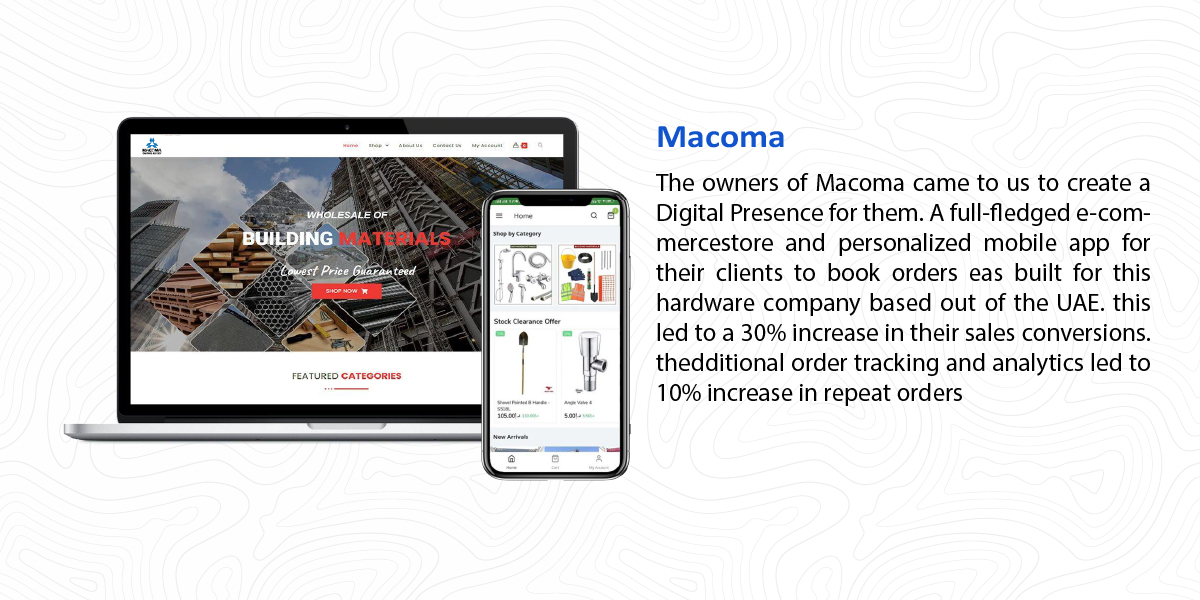 MACOMA
Home Shop About Us Contact Us My Account
WHOLESALE OF
BUILDING MATERIALS
Lowest Price Guaranteed
SHOP NOW
FEATURED CATEGORIES
Home
Shop by Category
Stock Clearance Offer
Shovel Pointed B Handle -
S518L
105.00
Angle Valve 4
5.00
New Arrivals
Home Cart My Account
Macoma
The owners of Macoma came to us to create a
Digital Presence for them. A full-fledged e-com-
mercestore and personalized mobile app for
their clients to book orders eas built for this
hardware company based out of the UAE. this
led to a 30% increase in their sales conversions.
thedditional order tracking and analytics led to
10% increase in repeat orders